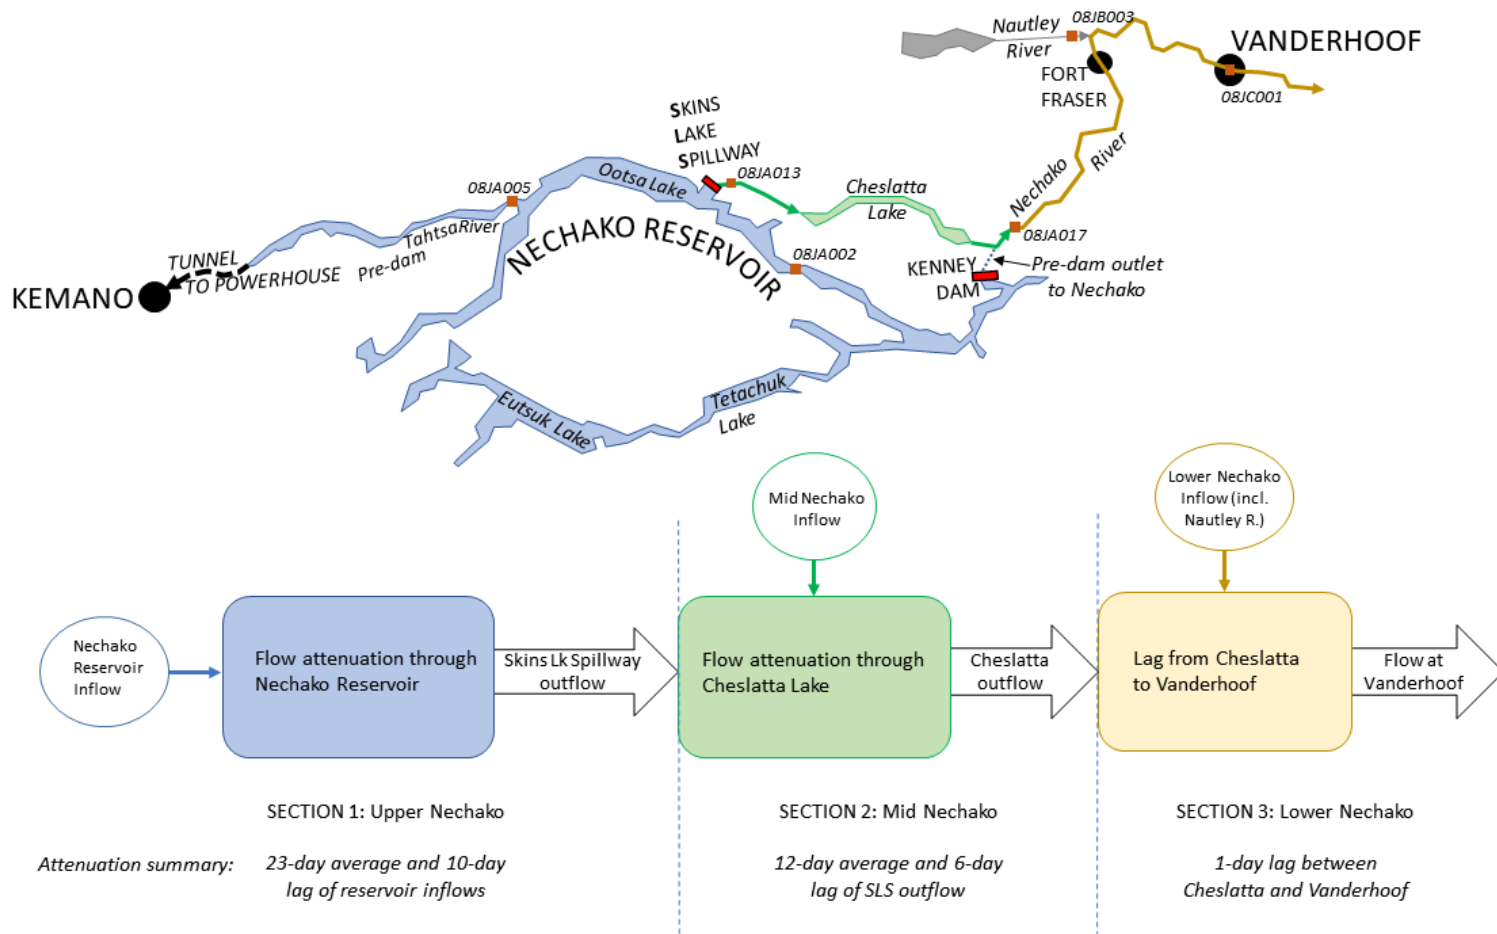 Nautley
River
08JB003
VANDERHOOF
FORT
FRASER
08JC001
SKINS
LAKE
SPILLWAY
08JA013
08JA005
Ootsa Lake
Cheslatta
Lake
Nechako
River
08JA017
TahtsaRiver
Pre-dam
NECHAKO RESERVOIR
08JA002
KENNEY
DAM
Pre-dam outlet
to Nechako
TUNNEL
TO POWERHOUSE
KEMANO
Eutsuk Lake
Tetachuk
Lake
Mid Nechako
Inflow
Lower Nechako
Inflow (incl.
Nautley R.)
Nechako
Reservoir
Inflow
Flow attenuation through
Nechako Reservoir
Skins Lk Spillway
outflow
Flow attenuation through
Cheslatta Lake
Cheslatta
outflow
Lag from Cheslatta
to Vanderhoof
Flow at
Vanderhoof
SECTION 1: Upper Nechako
SECTION 2: Mid Nechako
SECTION 3: Lower Nechako
Attenuation summary:
23-day average and 10-day
lag of reservoir inflows
12-day average and 6-day
lag of SLS outflow
1-day lag between
Cheslatta and Vanderhoof